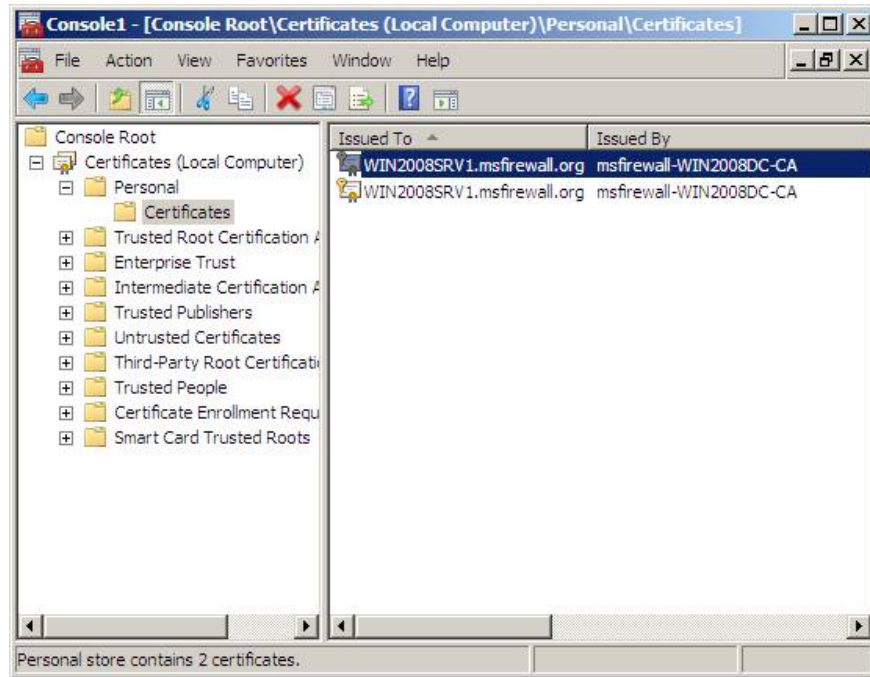 Console1 - [Console Root\Certificates (Local Computer)\Personal\Certificates]
File Action View Favorites Window Help
Console Root
Certificates (Local Computer)
Personal
Certificates
Trusted Root Certification A
Enterprise Trust
Intermediate Certification A
Trusted Publishers
Untrusted Certificates
Third-Party Root Certificati
Trusted People
Certificate Enrollment Requ
Smart Card Trusted Roots
Issued To Issued By
WIN2008SRV1.msfirewall.org msfirewall-WIN2008DC-CA
WIN2008SRV1.msfirewall.org msfirewall-WIN2008DC-CA
Personal store contains 2 certificates.